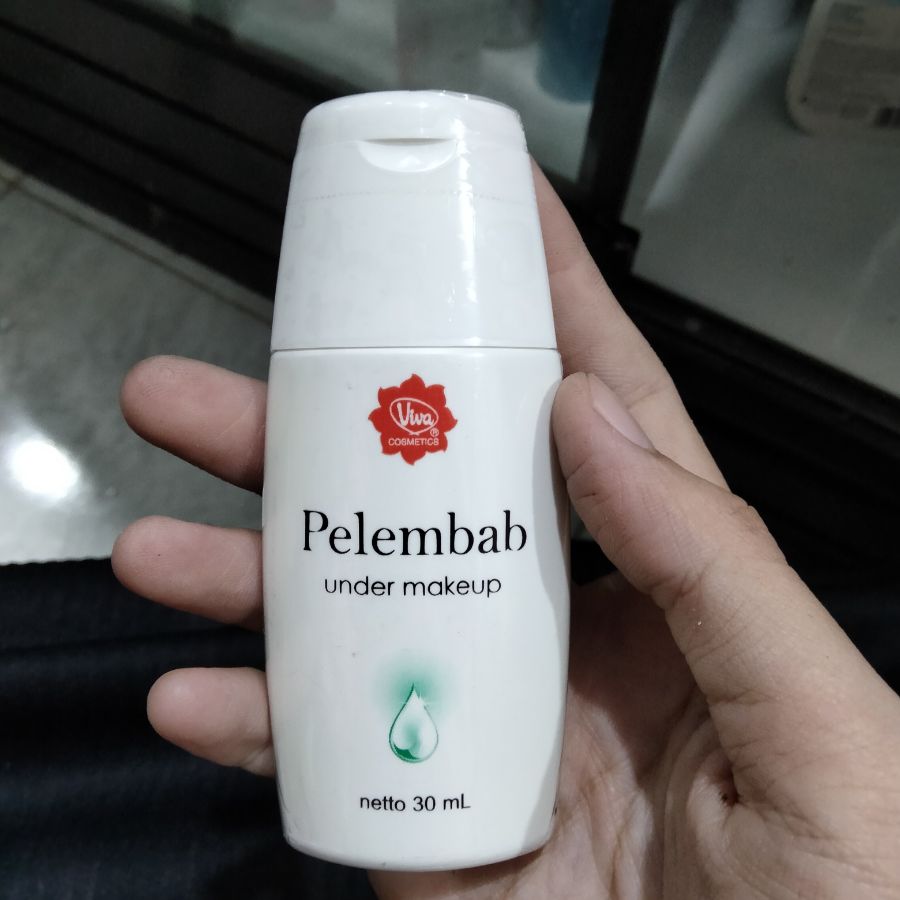 Viva®
COSMETICS
Pelembab
under makeup
netto 30 mL